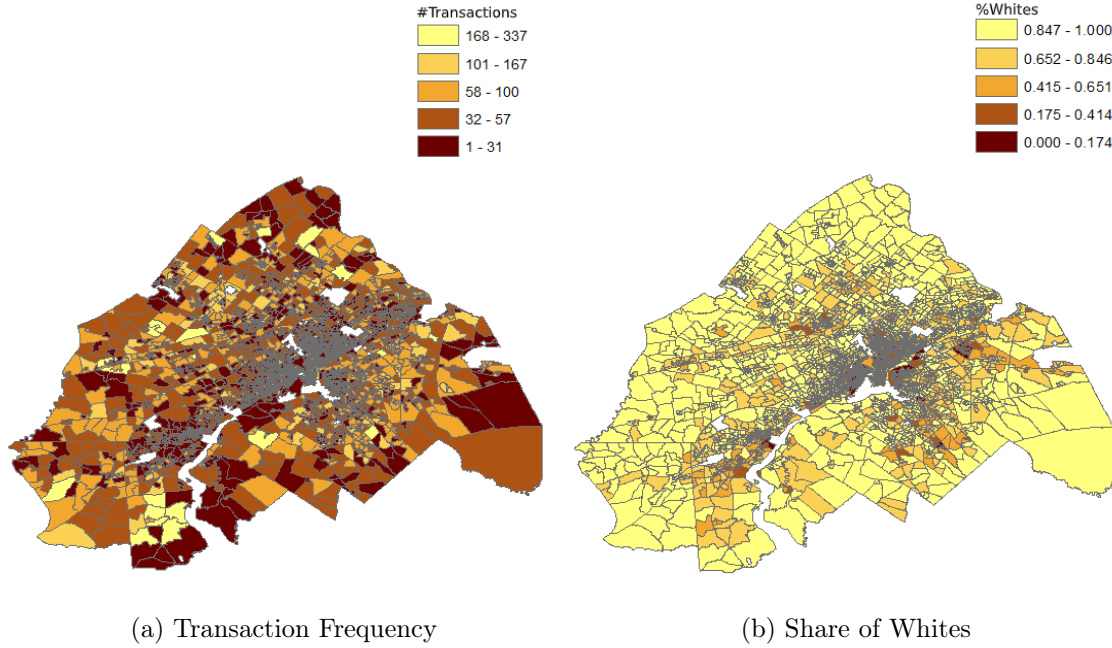 #Transactions
168 - 337
101 - 167
58 - 100
32 - 57
1 - 31
%Whites
0.847 - 1.000
0.652 - 0.846
0.415 - 0.651
0.175 - 0.414
0.000 - 0.174
(a) Transaction Frequency
(b) Share of Whites